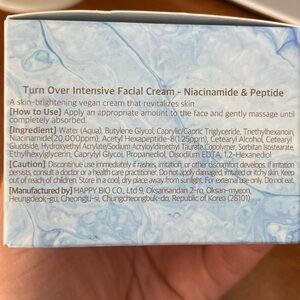 Turn Over Intensive Facial Cream - Niacinamide & Peptide
A skin-brightening vegan cream that revitalizes skin
[How to Use] Apply an appropriate amount to the face and gently massage until
completely absorbed.
[Ingredient] Water (Aqua), Butylene Glycol, Caprylic/Capric Triglyceride, Triethylhexanoin,
Niacinamide(20,000ppm), Acetyl Hexapeptide-8(1.25ppm), Cetearyl Alcohol, Cetearyl
Glucoside, Hydroxyethyl Acrylate/Sodium Acryloyldimethyl Taurate Copolymer, Sorbitan Isostearate,
Ethylhexylglycerin, Caprylyl Glycol, Propanediol, Disodium EDTA, 1,2-Hexanediol
[Caution] Discontinue use immediately if rashes, irritation, or other discomfort develops. If irritation
persists, consult a doctor or a health care practitioner. Do not apply damaged, irritated or itchy skin. Keep
out of reach of children. Store in a cool, dry place away from sunlight. For external use only. Do not eat.
[Manufactured by] HAPPY BIO CO., Ltd 9, Oksansandan 2-ro, Oksan-myeon,
Heungdeok-gu, Cheongju-si, Chungcheongbuk-do, Republic of Korea (28101)